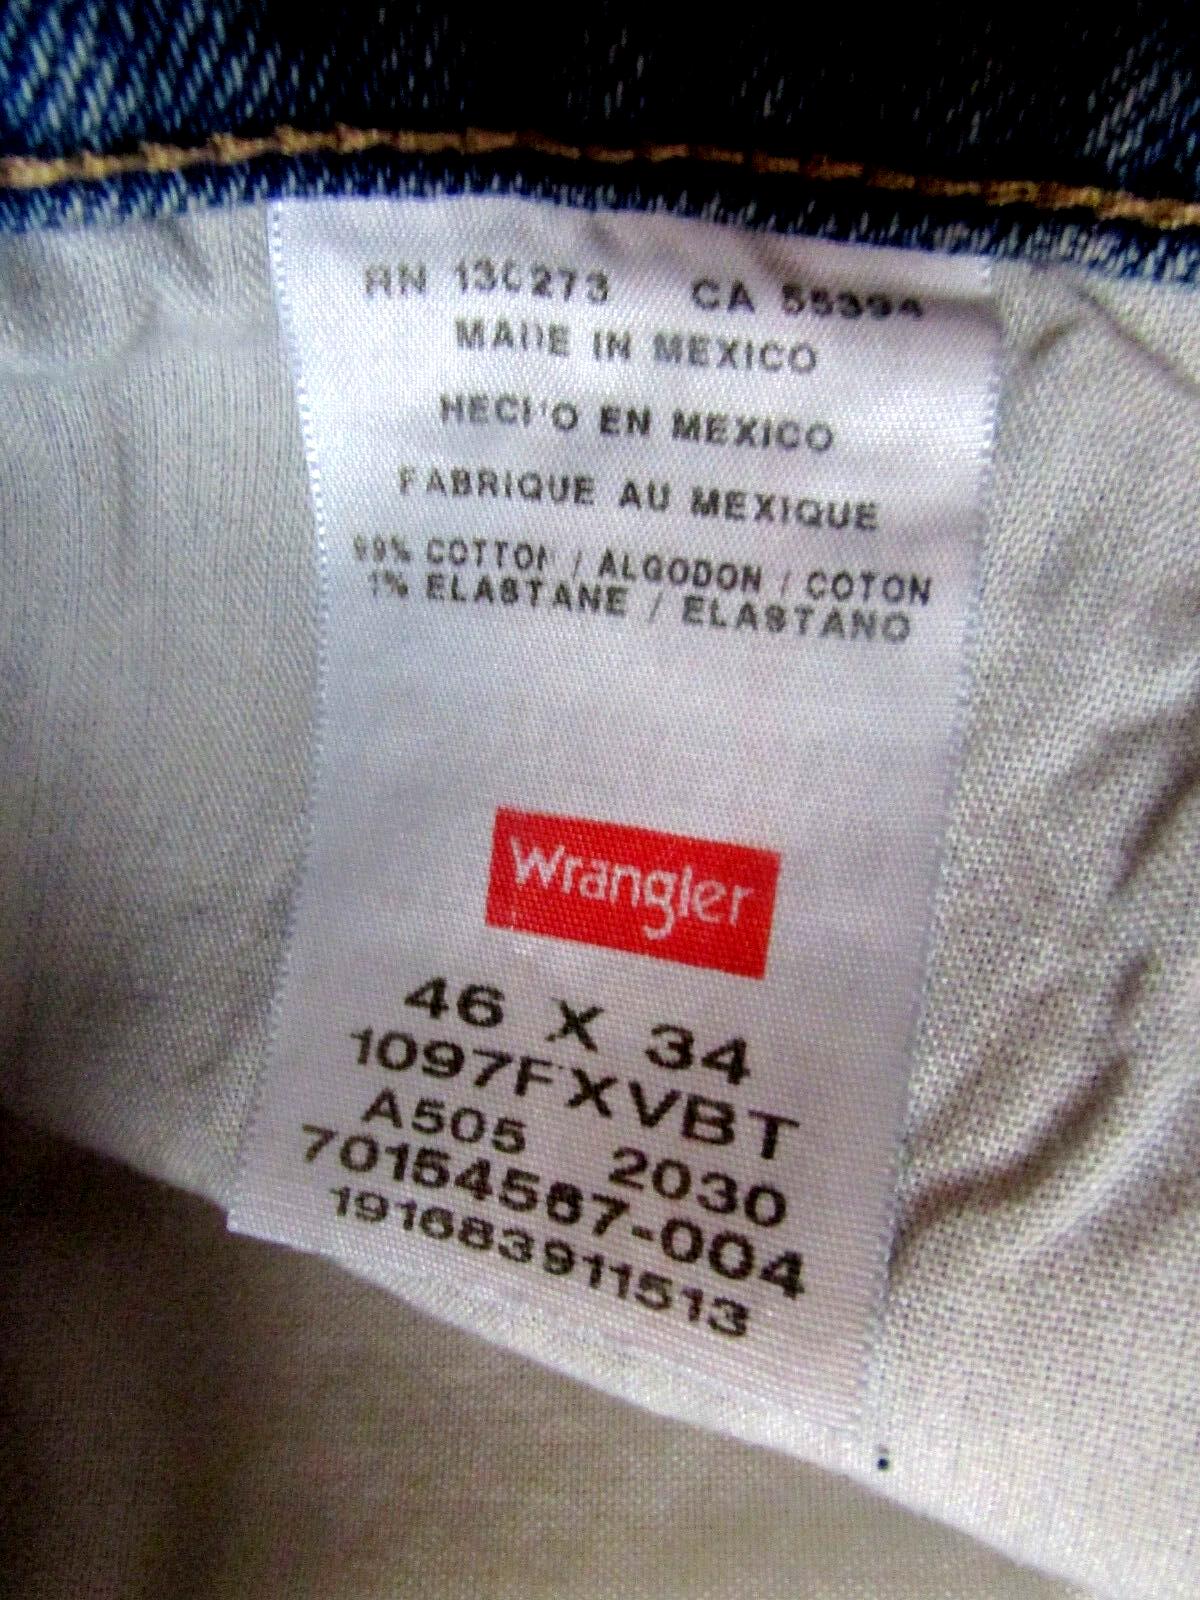 RN 130273 CA 55394
MADE IN MEXICO
HECHO EN MEXICO
FABRIQUE AU MEXIQUE
99% COTTON / ALGODON / COTON
1% ELASTANE / ELASTANO
Wrangler
46 X 34
1097FXVBT
A505 2030
70154567-004
191683911513